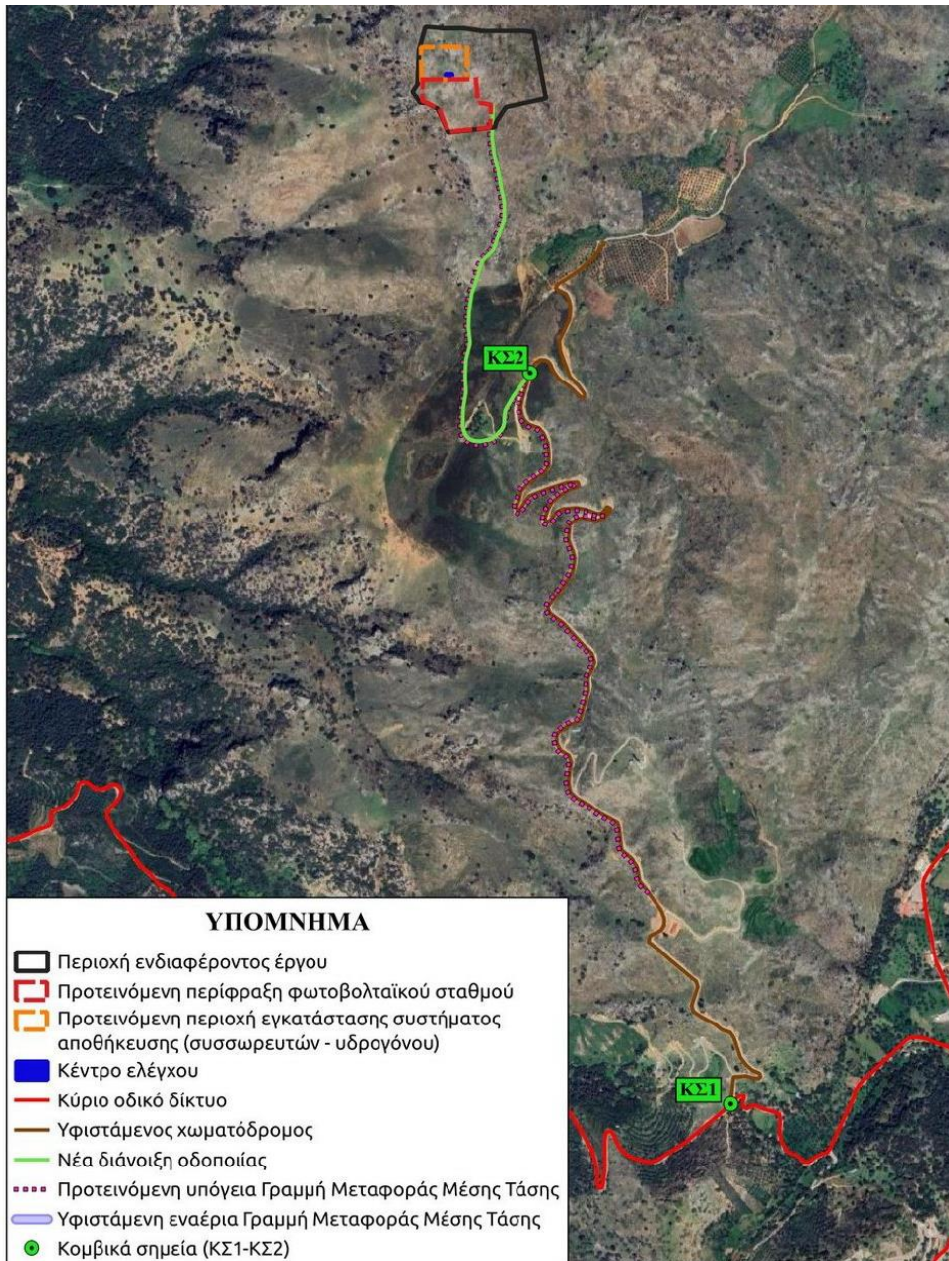 ΚΣ2
ΚΣ1
ΥΠΟΜΝΗΜΑ
Περιοχή ενδιαφέροντος έργου
Προτεινόμενη περίφραξη φωτοβολταϊκού σταθμού
Προτεινόμενη περιοχή εγκατάστασης συστήματος
αποθήκευσης (συσσωρευτών - υδρογόνου)
Κέντρο ελέγχου
Κύριο οδικό δίκτυο
Υφιστάμενος χωματόδρομος
Νέα διάνοιξη οδοποιίας
Προτεινόμενη υπόγεια Γραμμή Μεταφοράς Μέσης Τάσης
Υφιστάμενη εναέρια Γραμμή Μεταφοράς Μέσης Τάσης
Κομβικά σημεία (ΚΣ1-ΚΣ2)